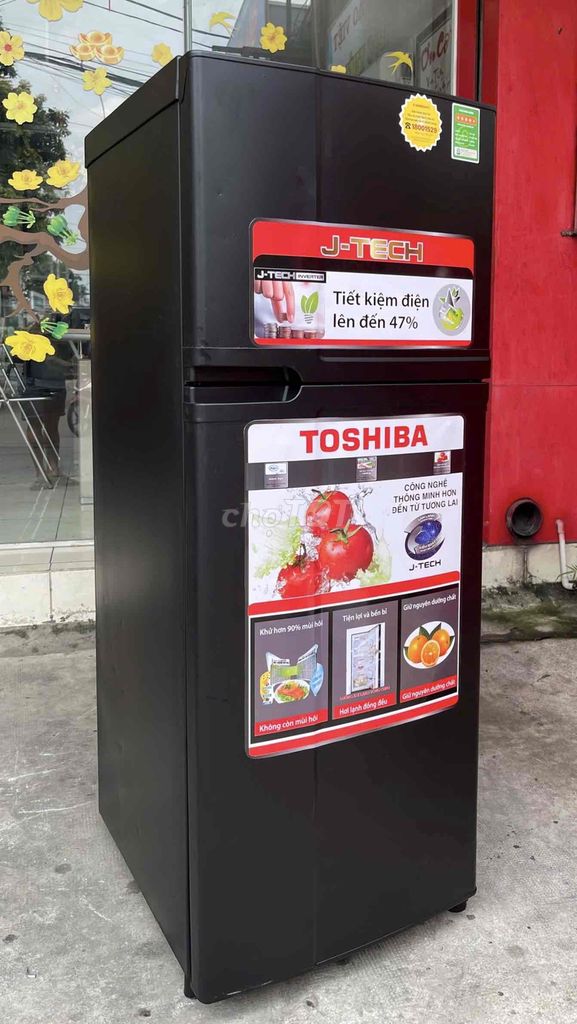 18001529
J-TECH
J-TECH INVERTER
Tiết kiệm điện
lên đến 47%
TOSHIBA
CÔNG NGHỆ
THÔNG MINH HƠN
ĐẾN TỪ TƯƠNG LAI
J-TECH
Khử hơn 90% mùi hôi
Không còn mùi hôi
Tiện lợi và bền bỉ
Hơi lạnh đồng đều
Giữ nguyên dưỡng chất
Giữ nguyên dưỡng chất